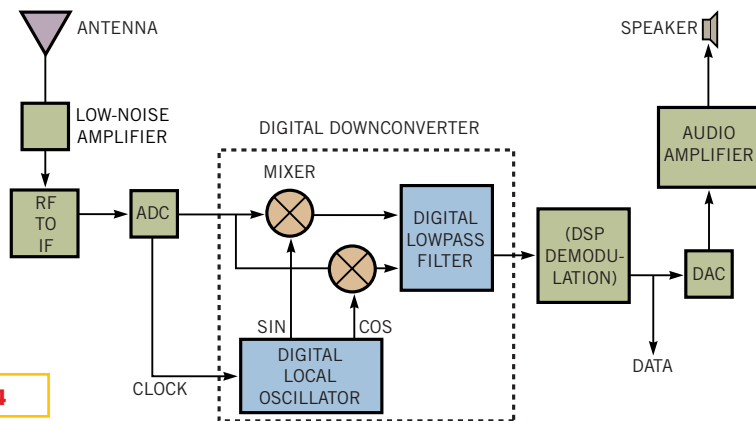 ANTENNA
SPEAKER
LOW-NOISE
AMPLIFIER
DIGITAL DOWNCONVERTER
AUDIO
AMPLIFIER
MIXER
RF
TO
IF
ADC
DIGITAL
LOWPASS
FILTER
(DSP
DEMODU-
LATION)
DAC
SIN
COS
DIGITAL
LOCAL
OSCILLATOR
CLOCK
DATA
4